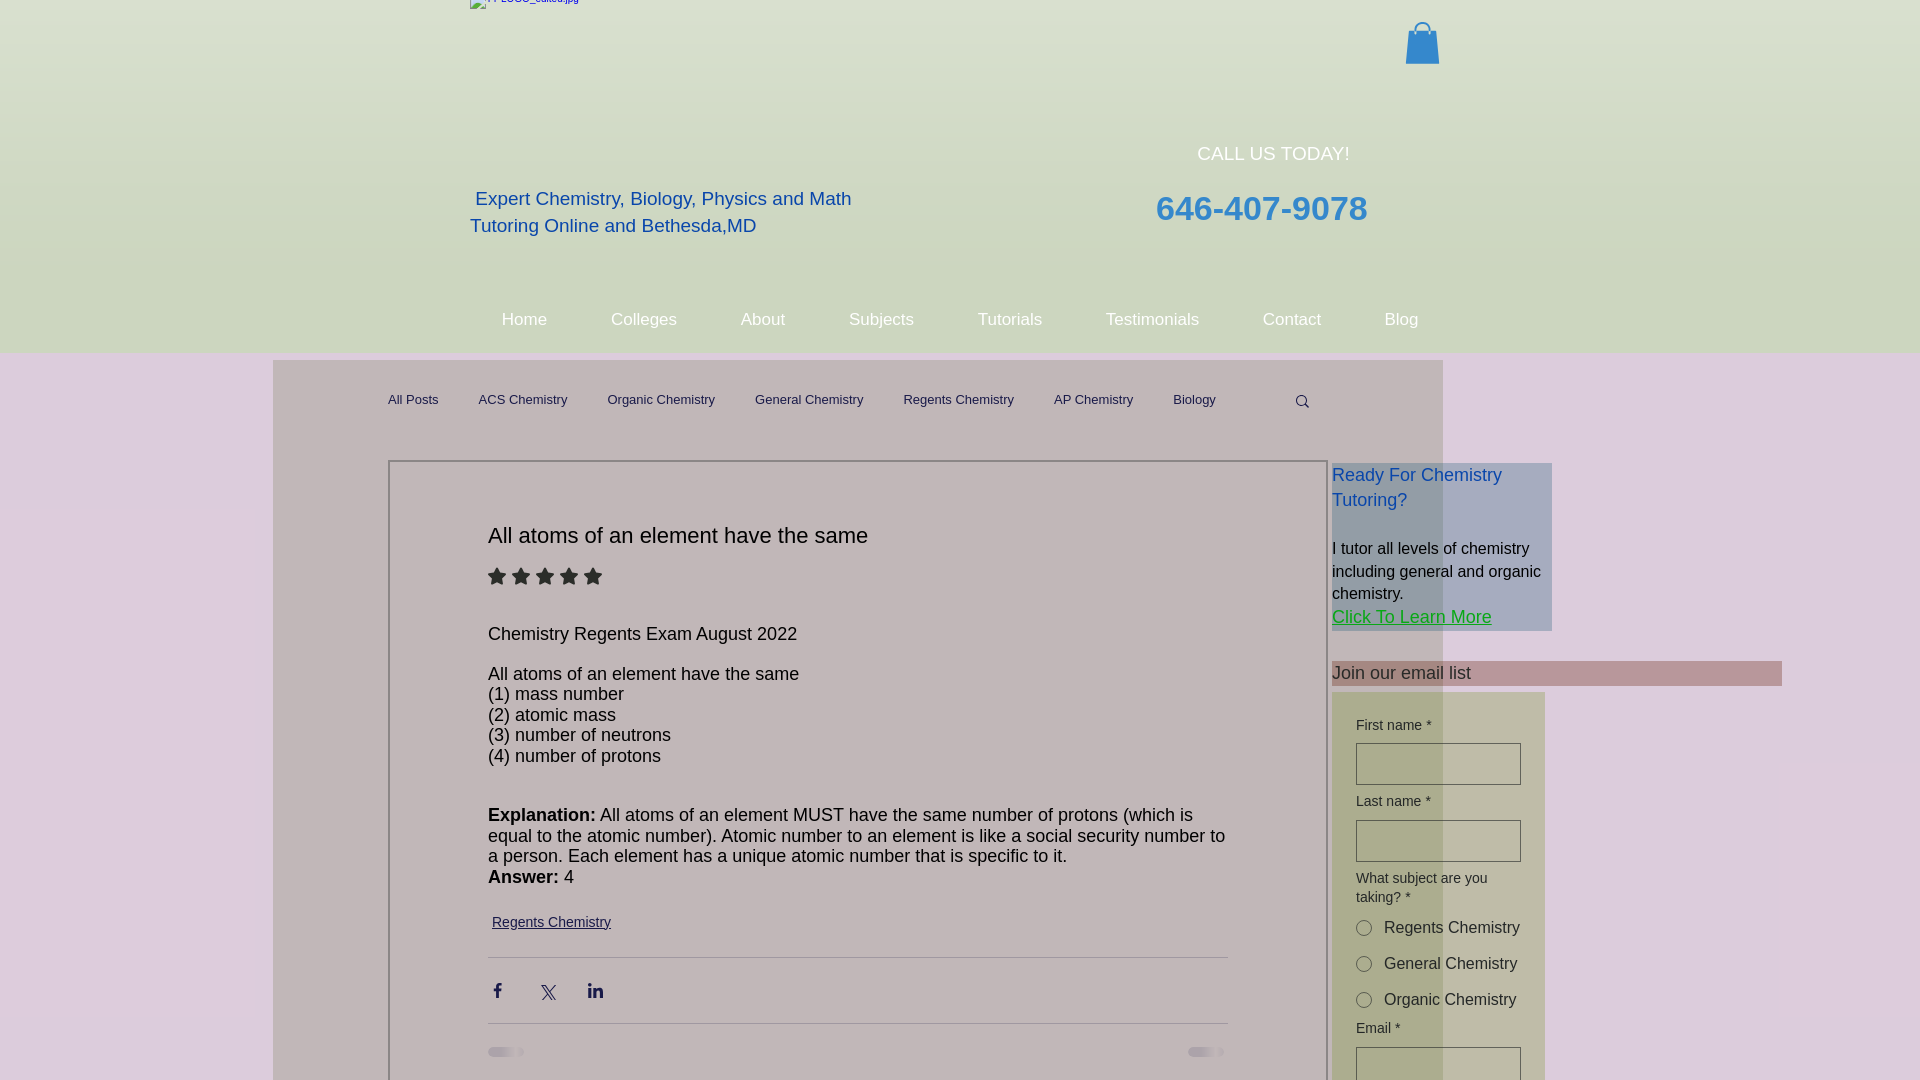 CALL US TODAY!
Expert Chemistry, Biology, Physics and Math
Tutoring Online and Bethesda,MD
646-407-9078
Home
Colleges
About
Subjects
Tutorials
Testimonials
Contact
Blog
All Posts
ACS Chemistry
Organic Chemistry
General Chemistry
Regents Chemistry
AP Chemistry
Biology
All atoms of an element have the same
Chemistry Regents Exam August 2022
All atoms of an element have the same
(1) mass number
(2) atomic mass
(3) number of neutrons
(4) number of protons
Explanation: All atoms of an element MUST have the same number of protons (which is
equal to the atomic number). Atomic number to an element is like a social security number to
a person. Each element has a unique atomic number that is specific to it.
Answer: 4
Regents Chemistry
Ready For Chemistry
Tutoring?
I tutor all levels of chemistry
including general and organic
chemistry.
Click To Learn More
Join our email list
First name *
Last name *
What subject are you
taking? *
Regents Chemistry
General Chemistry
Organic Chemistry
Email *